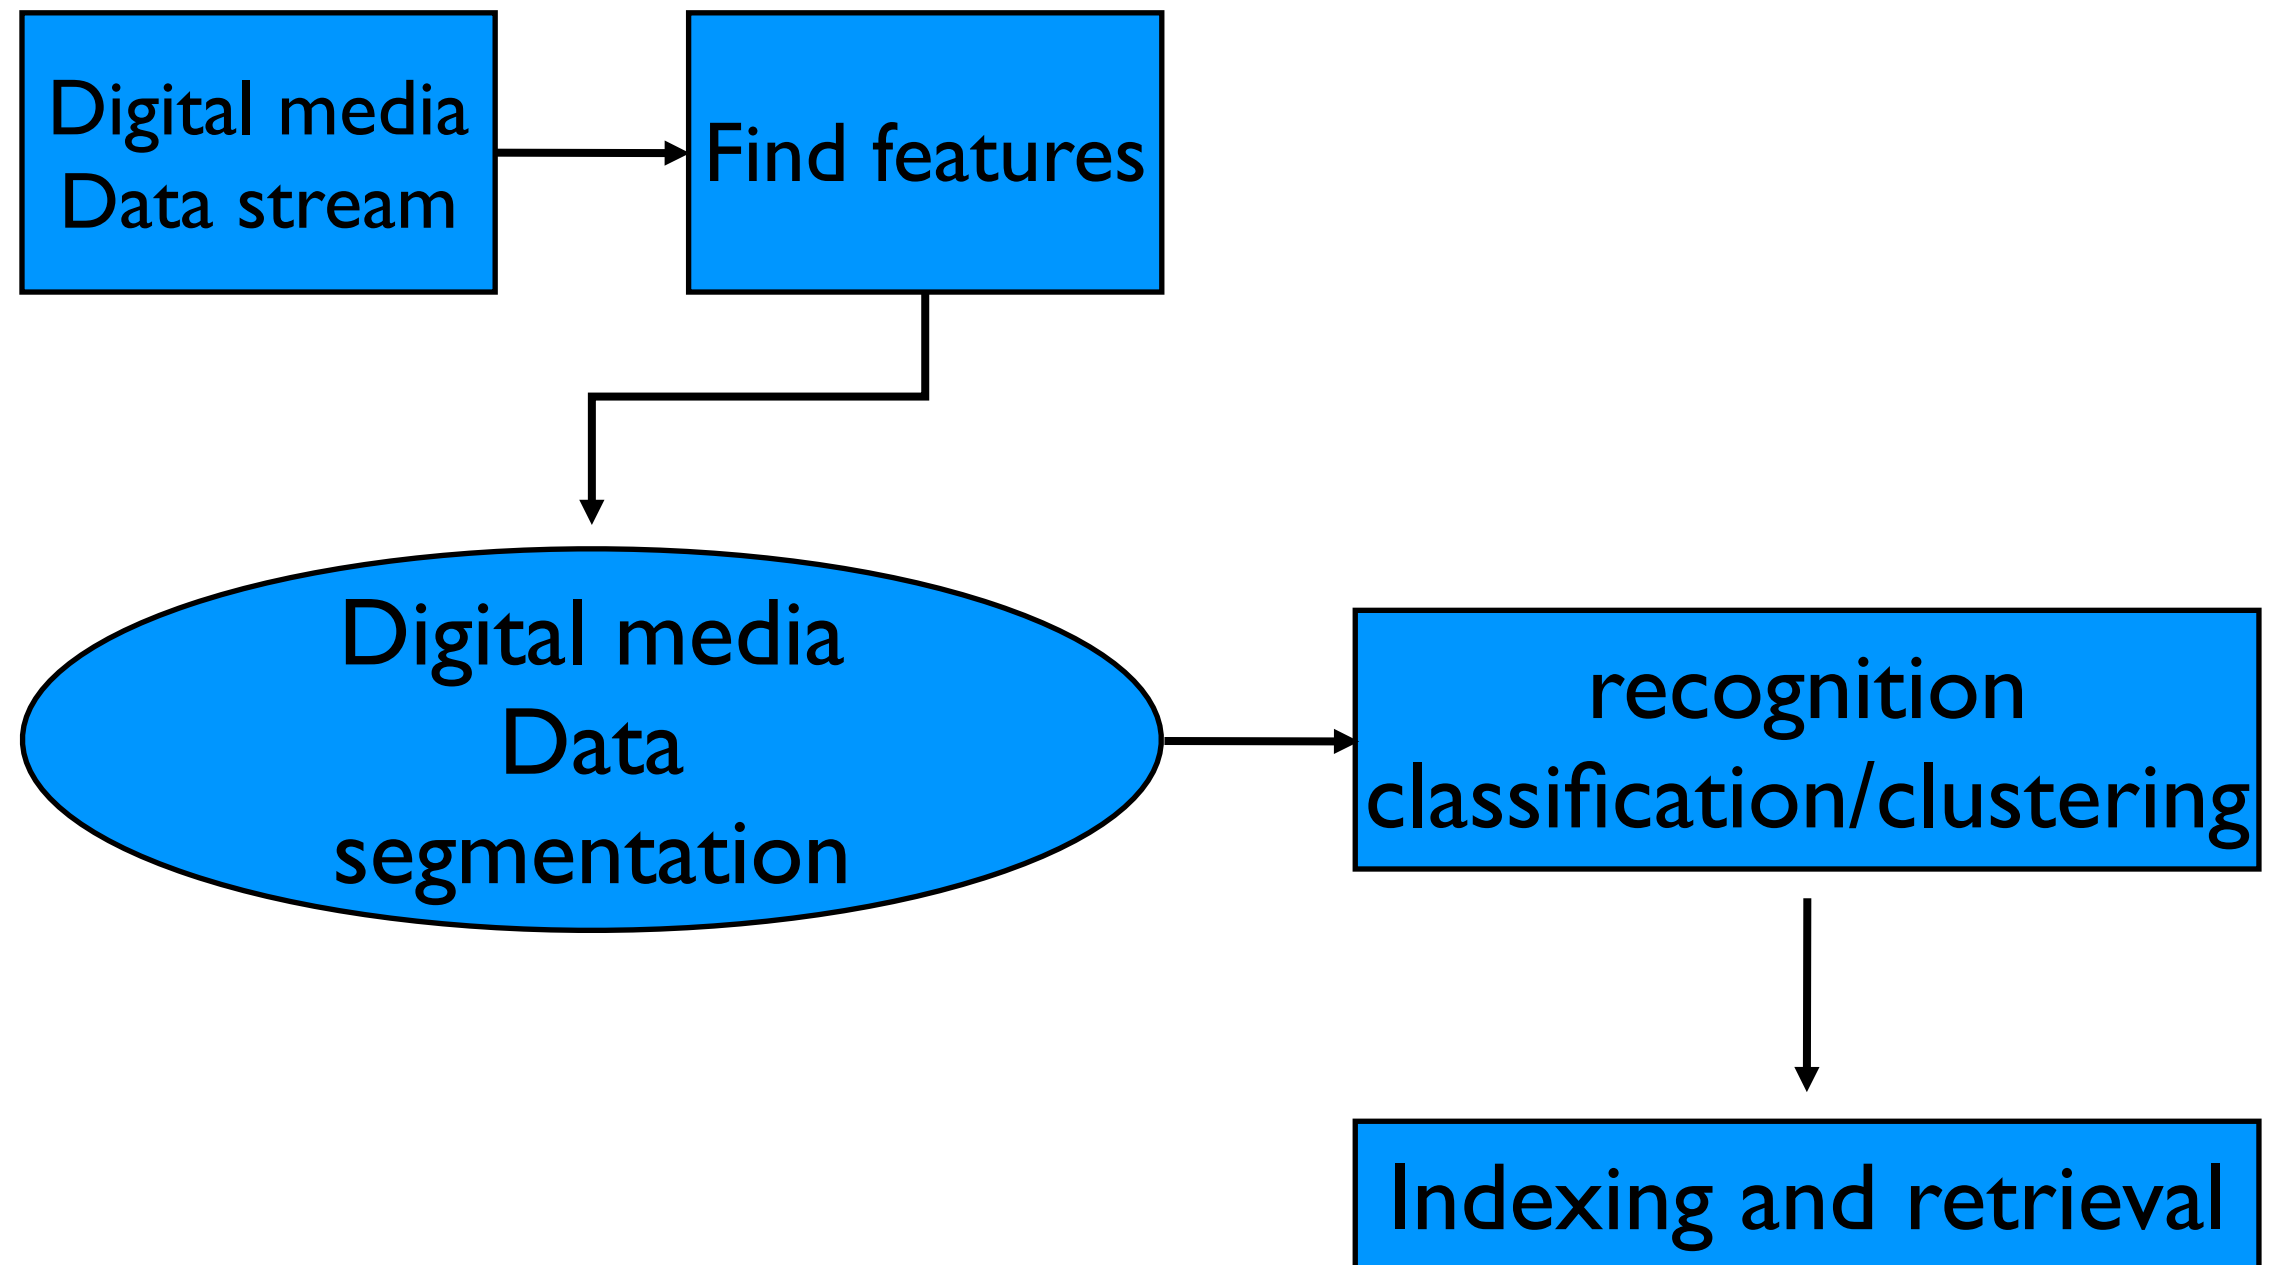 Digital media
Data stream
Find features
Digital media
Data
segmentation
recognition
classification/clustering
Indexing and retrieval